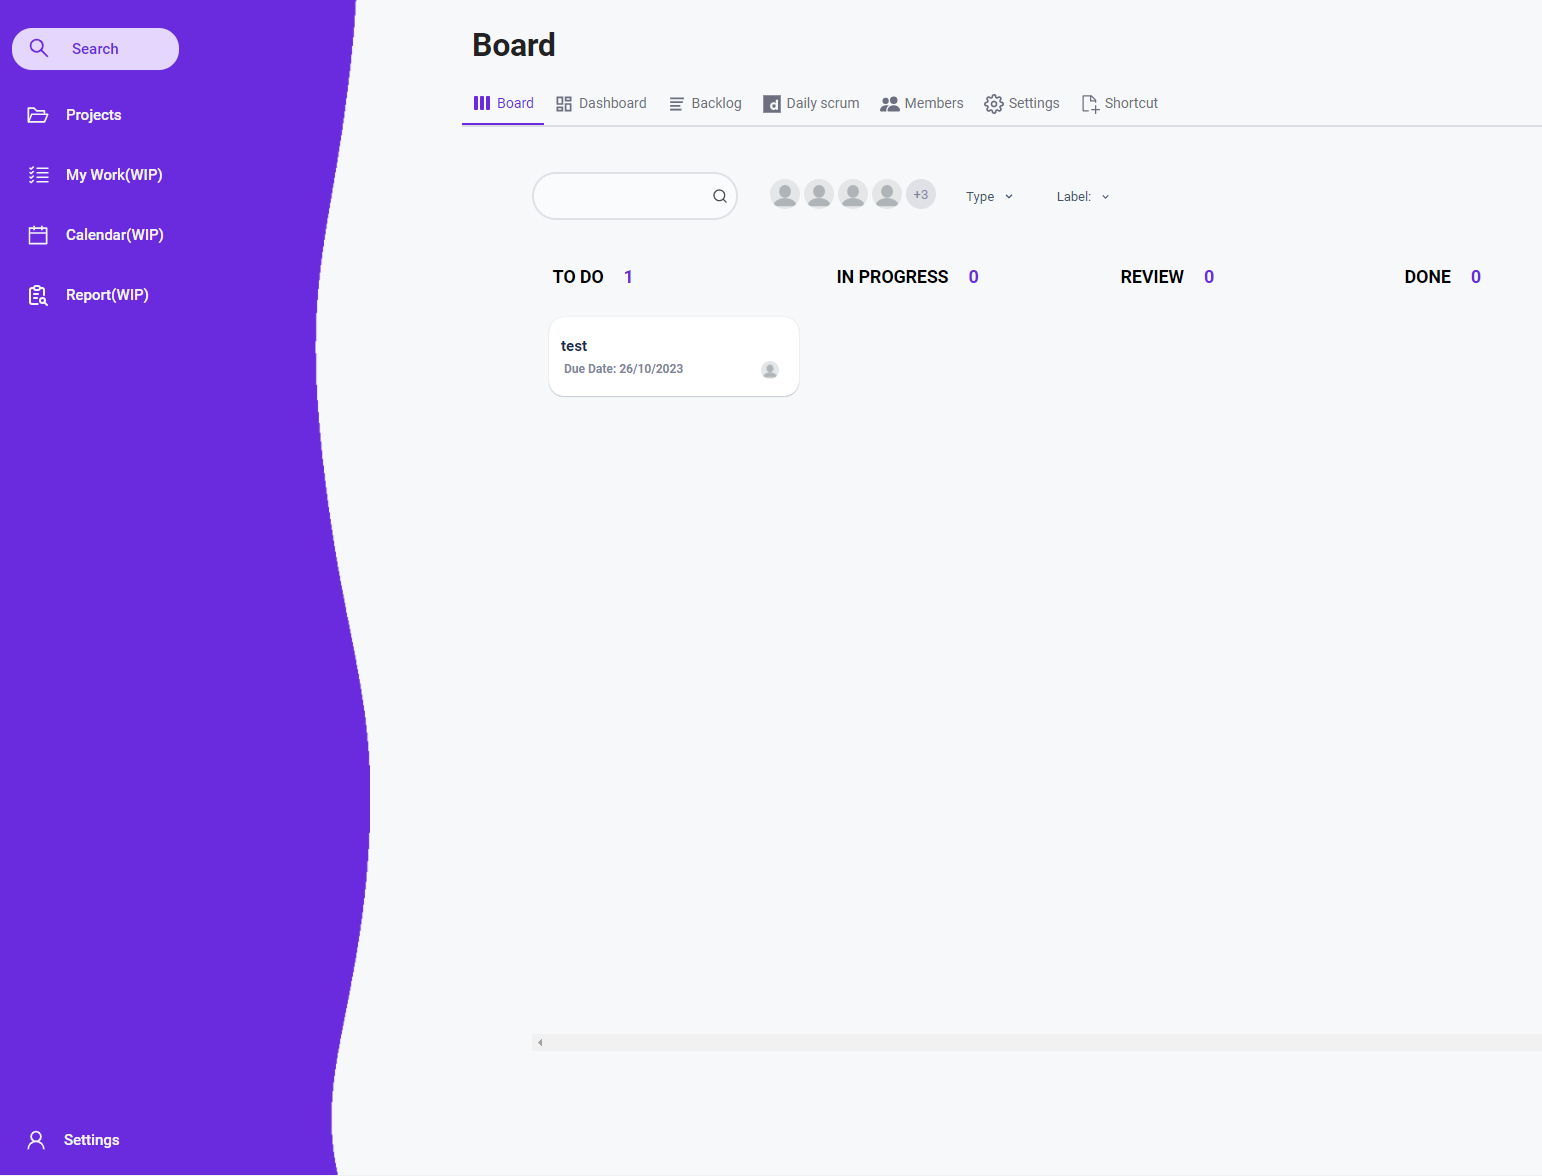 Search
Projects
My Work(WIP)
Calendar(WIP)
Report(WIP)
Settings
Board
Board Dashboard Backlog Daily scrum Members Settings Shortcut
+3 Type Label:
TO DO 1 IN PROGRESS 0 REVIEW 0 DONE 0
test
Due Date: 26/10/2023